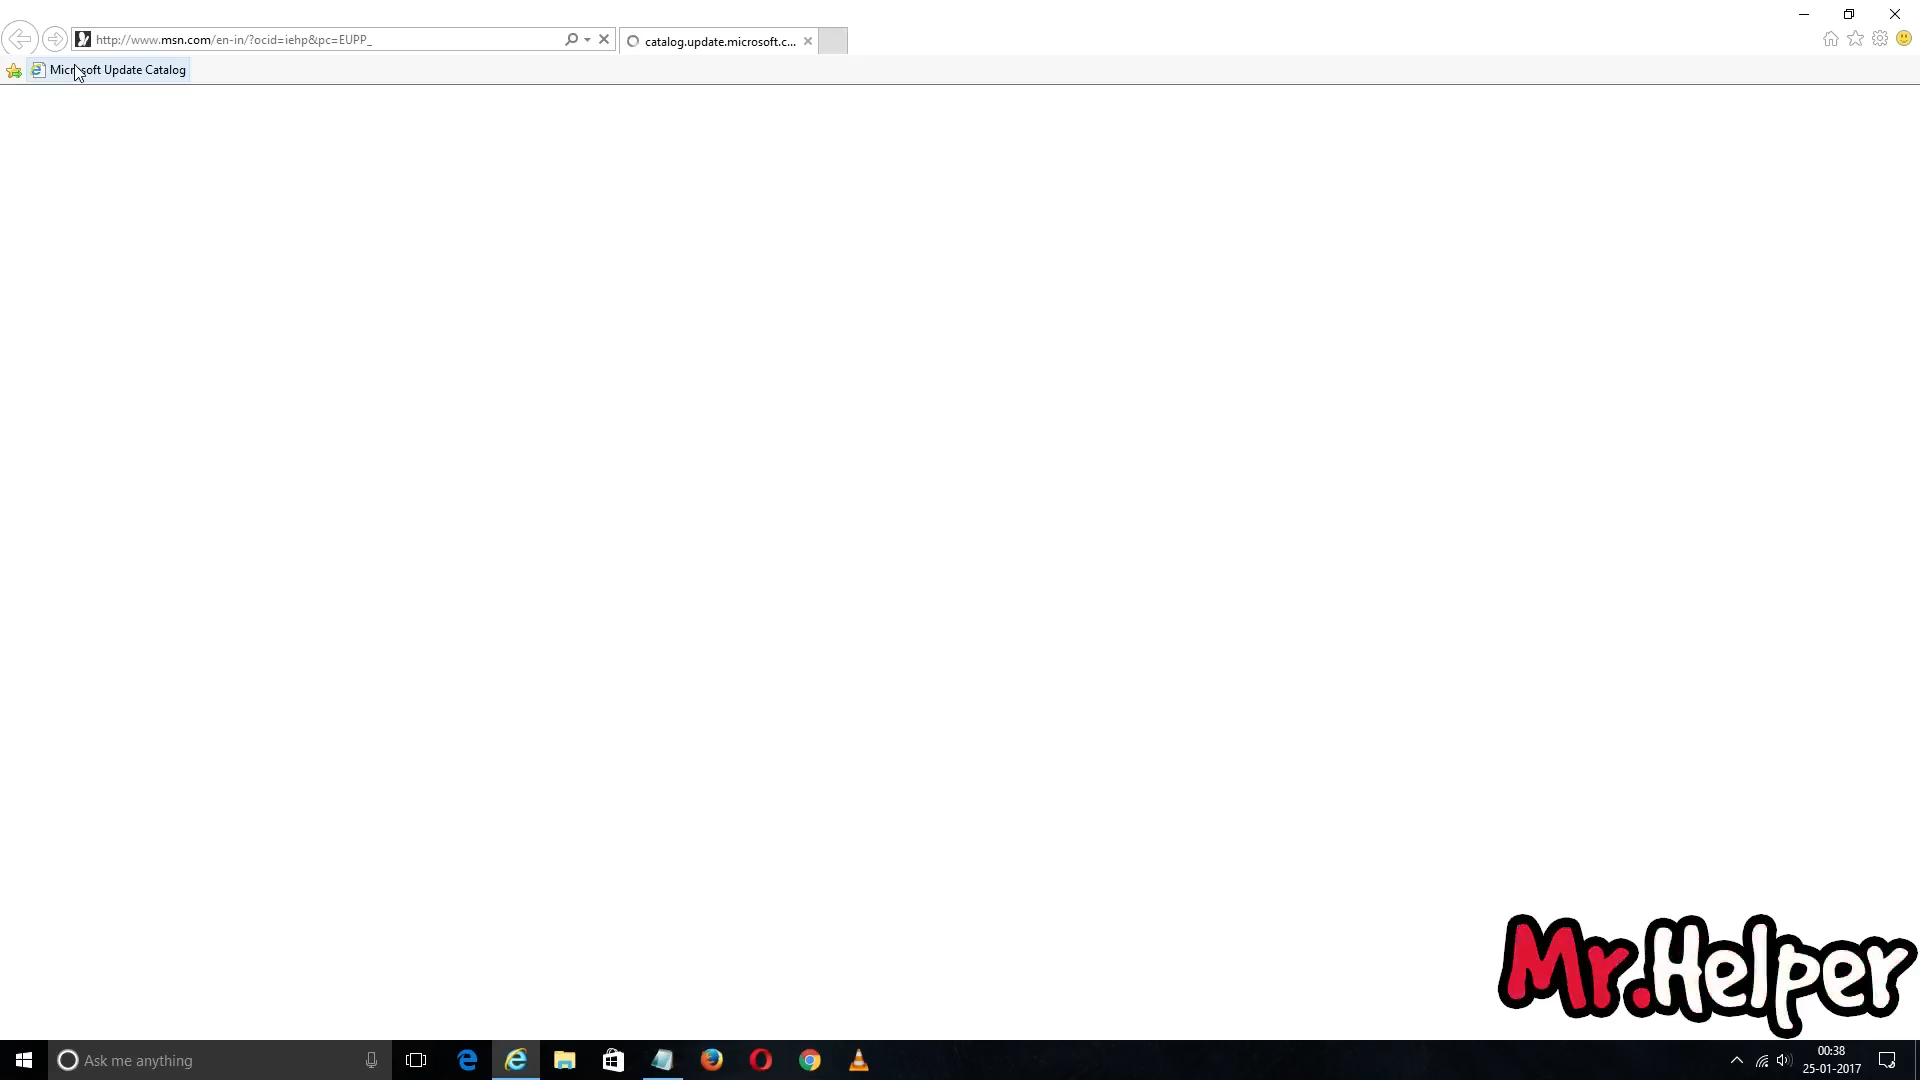 http://www.msn.com/en-in/?ocid=iehp&pc=EUPP_
catalog.update.microsoft.c...
Microsoft Update Catalog
Mr.Helper
Ask me anything
00:38
25-01-2017